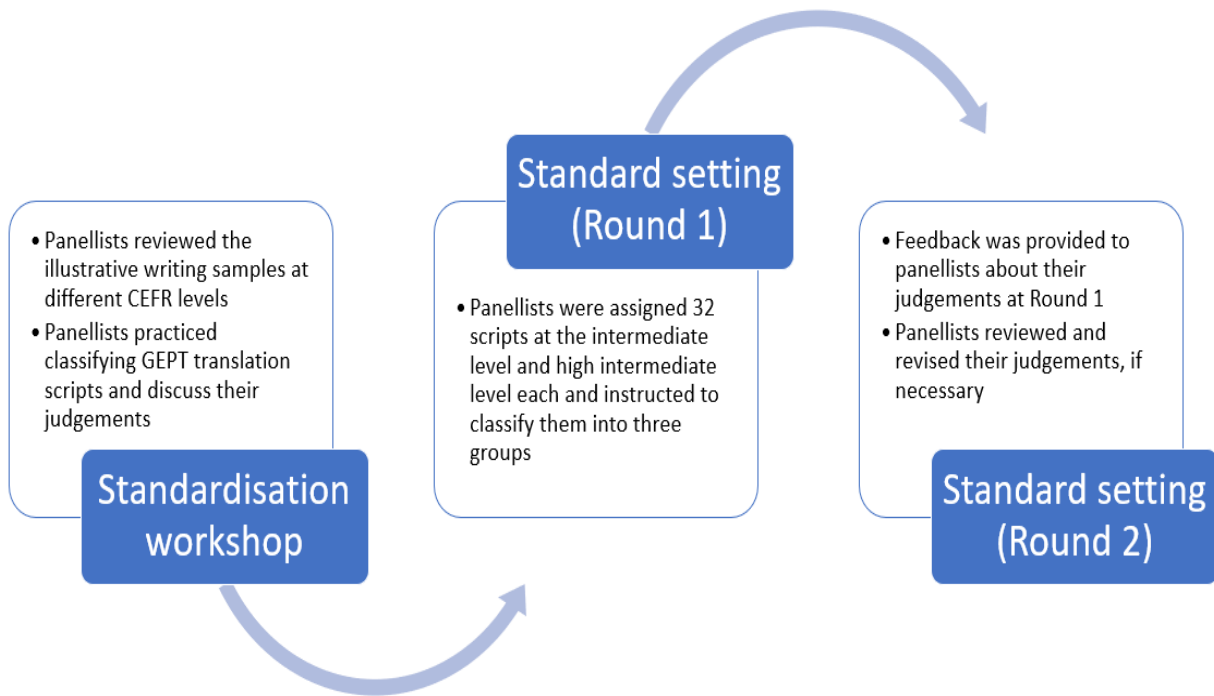 • Panellists reviewed the
illustrative writing samples at
different CEFR levels
• Panellists practiced
classifying GEPT translation
scripts and discuss their
judgements
Standardisation
workshop
Standard setting
(Round 1)
• Panellists were assigned 32
scripts at the intermediate
level and high intermediate
level each and instructed to
classify them into three
groups
• Feedback was provided to
panellists about their
judgements at Round 1
• Panellists reviewed and
revised their judgements, if
necessary
Standard setting
(Round 2)